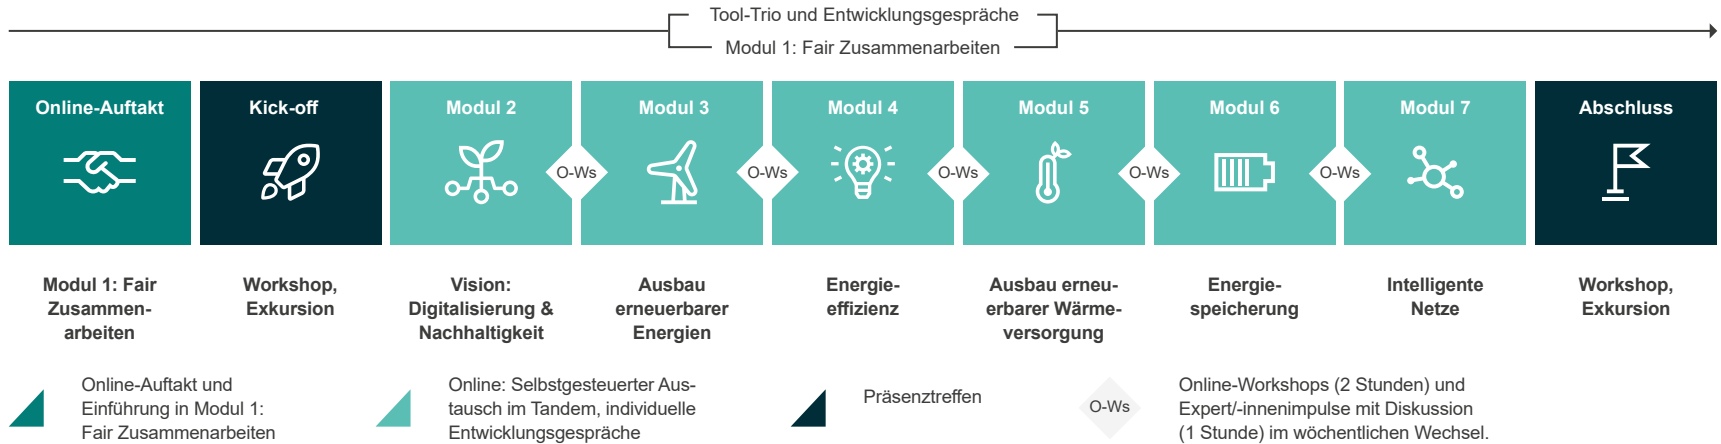 Tool-Trio und Entwicklungsgespräche
Modul 1: Fair Zusammenarbeiten
Online-Auftakt
Kick-off
Modul 2
Modul 3
Modul 4
Modul 5
Modul 6
Modul 7
Abschluss
O-Ws
O-Ws
O-Ws
O-Ws
O-Ws
Modul 1: Fair
Zusammen-
arbeiten
Workshop,
Exkursion
Vision:
Digitalisierung &
Nachhaltigkeit
Ausbau
erneuerbarer
Energien
Energie-
effizienz
Ausbau erneu-
erbarer Wärme-
versorgung
Energie-
speicherung
Intelligente
Netze
Workshop,
Exkursion
Online-Auftakt und
Einführung in Modul 1:
Fair Zusammenarbeiten
Online: Selbstgesteuerter Aus-
tausch im Tandem, individuelle
Entwicklungsgespräche
Präsenztreffen
O-Ws
Online-Workshops (2 Stunden) und
Expert/-innenimpulse mit Diskussion
(1 Stunde) im wöchentlichen Wechsel.